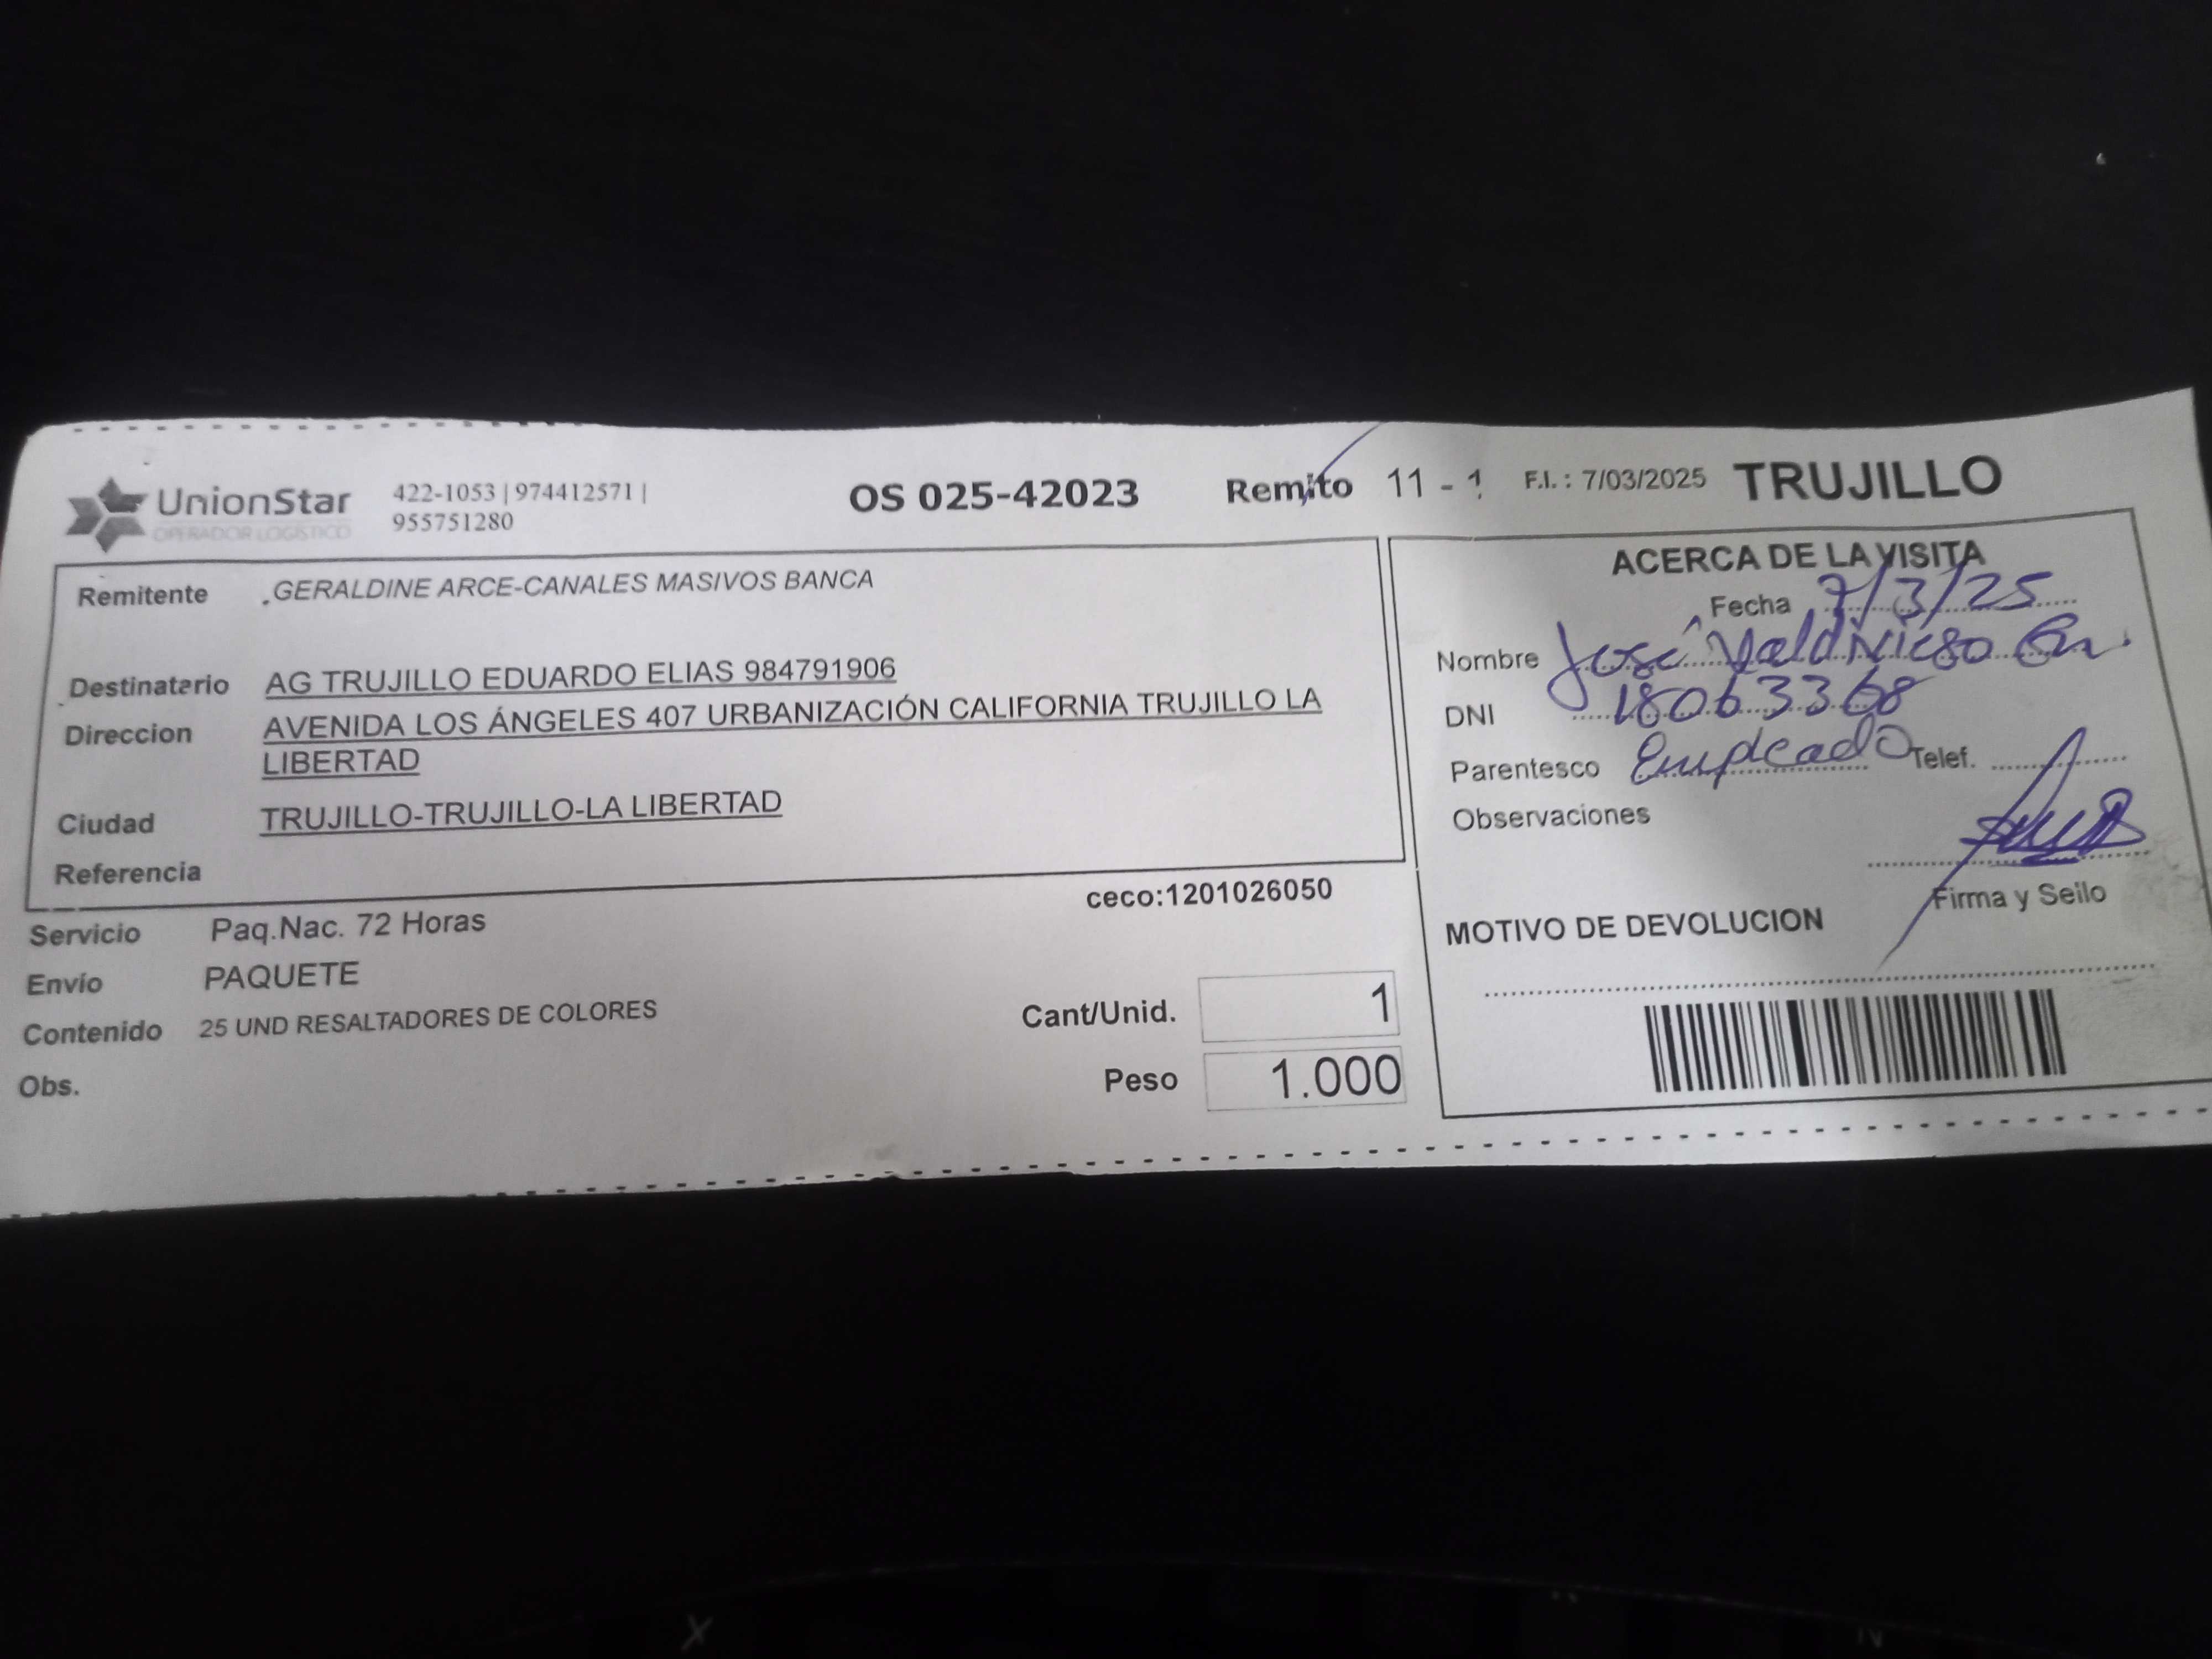 UnionStar
OPERADOR LOGISTICO
422-1053 | 974412571 |
955751280
OS 025-42023
Remito 11 - 1
F.I. : 7/03/2025
TRUJILLO
Remitente .GERALDINE ARCE-CANALES MASIVOS BANCA
Destinatario AG TRUJILLO EDUARDO ELIAS 984791906
Direccion AVENIDA LOS ÁNGELES 407 URBANIZACIÓN CALIFORNIA TRUJILLO LA
LIBERTAD
Ciudad TRUJILLO-TRUJILLO-LA LIBERTAD
Referencia
ceco:1201026050
Servicio Paq.Nac. 72 Horas
Envío PAQUETE
Contenido 25 UND RESALTADORES DE COLORES
Obs.
Cant/Unid. 1
Peso 1.000
ACERCA DE LA VISITA
Fecha 7/3/25
Nombre José Valdivieso
DNI 18063368
Parentesco Empleado Telef.
Observaciones
Firma y Sello
MOTIVO DE DEVOLUCION